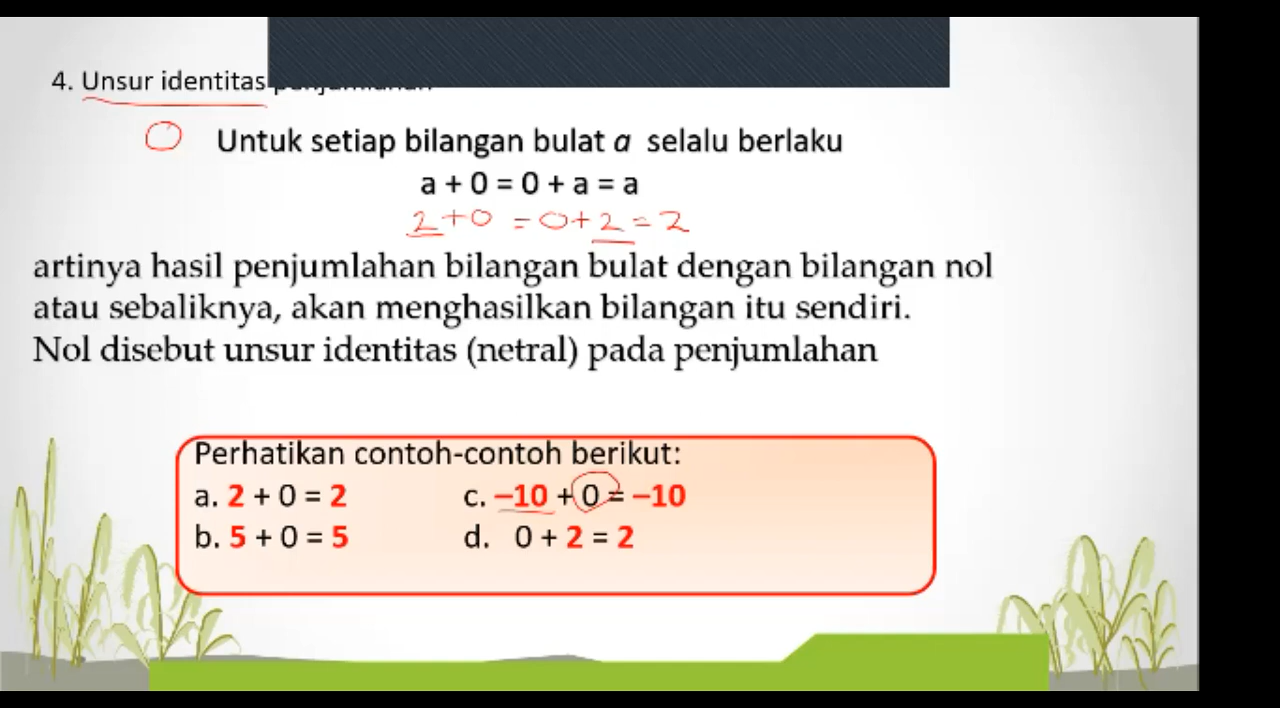 4. Unsur identitas
Untuk setiap bilangan bulat a selalu berlaku
a + 0 = 0 + a = a
2+0 = 0+2 = 2
artinya hasil penjumlahan bilangan bulat dengan bilangan nol
atau sebaliknya, akan menghasilkan bilangan itu sendiri.
Nol disebut unsur identitas (netral) pada penjumlahan
Perhatikan contoh-contoh berikut:
a. 2 + 0 = 2 c. –10 + 0 = –10
b. 5 + 0 = 5 d. 0 + 2 = 2